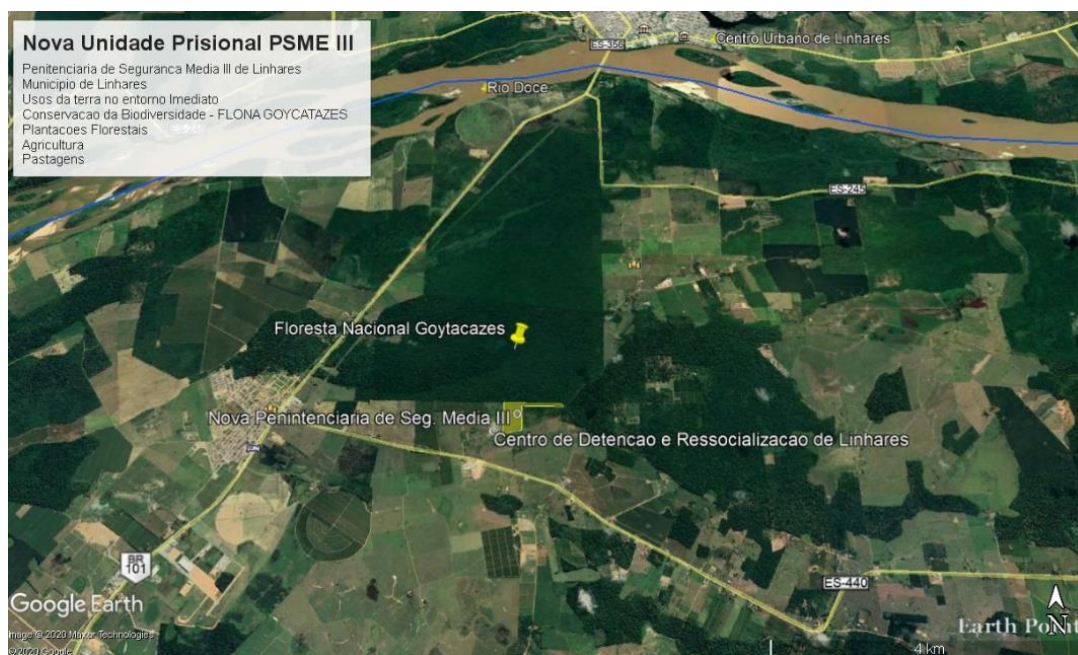 Nova Unidade Prisional PSME III
Penitenciaria de Seguranca Media III de Linhares
Municipio de Linhares
Usos da terra no entorno Imediato
Conservacao da Biodiversidade - FLONA GOYCATAZES
Plantacoes Florestais
Agricultura
Pastagens
ES-356
Centro Urbano de Linhares
Rio Doce
ES-245
Floresta Nacional Goytacazes
Nova Penintenciaria de Seg. Media III
Centro de Detencao e Ressocializacao de Linhares
BR
101
ES-440
Google Earth
Image © 2020 Maxar Technologies
© 2020 Google
N
Earth Point
4 km